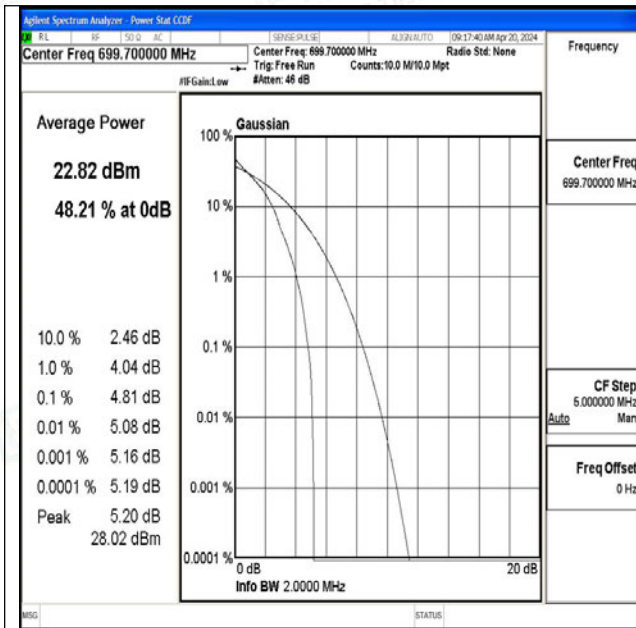 Agilent Spectrum Analyzer - Power Stat CCDF
RL RF 50 Ω AC SENSE:PULSE ALIGN AUTO 09:17:40 AM Apr 20, 2024
Center Freq 699.700000 MHz
Center Freq: 699.700000 MHz Radio Std: None
Trig: Free Run Counts:10.0 M/10.0 Mpt
#IFGain:Low #Atten: 46 dB
Frequency
Average Power
22.82 dBm
48.21 % at 0dB
10.0 % 2.46 dB
1.0 % 4.04 dB
0.1 % 4.81 dB
0.01 % 5.08 dB
0.001 % 5.16 dB
0.0001 % 5.19 dB
Peak 5.20 dB
28.02 dBm
Gaussian
100 %
10 %
1 %
0.1 %
0.01 %
0.001 %
0.0001 %
0 dB 20 dB
Info BW 2.0000 MHz
Center Freq
699.700000 MHz
CF Step
5.000000 MHz
Auto Man
Freq Offset
0 Hz
MSG STATUS